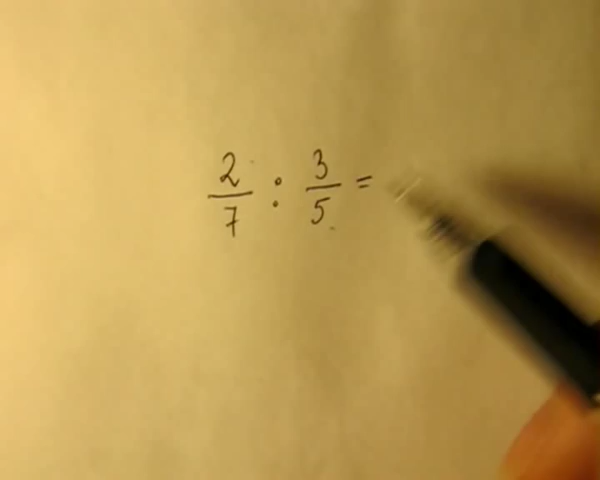 2/7 : 3/5 =